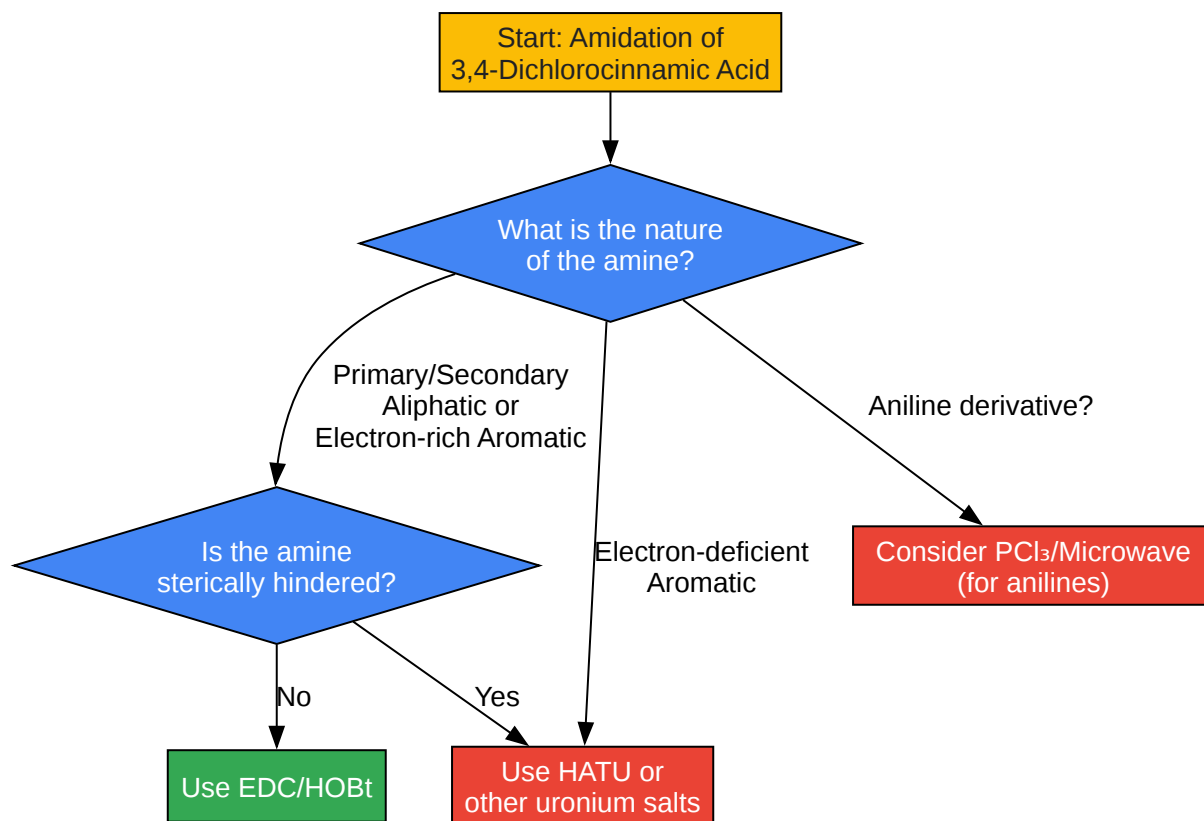 Start: Amidation of
3,4-Dichlorocinnamic Acid
What is the nature
of the amine?
Primary/Secondary
Aliphatic or
Electron-rich Aromatic
Aniline derivative?
Is the amine
sterically hindered?
Electron-deficient
Aromatic
Consider PCl₃/Microwave
(for anilines)
No
Yes
Use EDC/HOBt
Use HATU or
other uronium salts